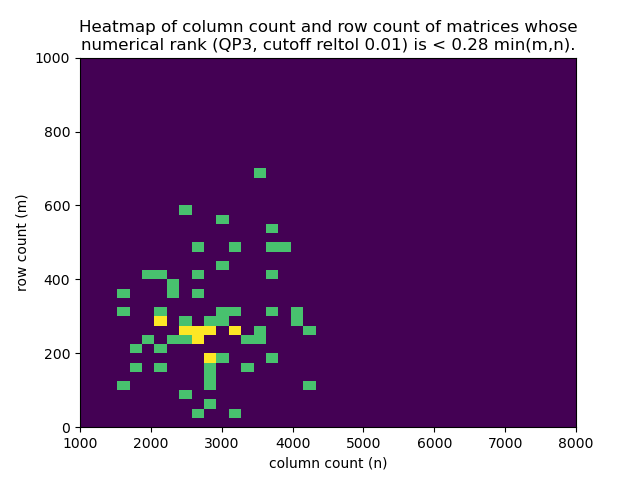 Heatmap of column count and row count of matrices whose
numerical rank (QP3, cutoff reltol 0.01) is < 0.28 min(m,n).
1000
800
600
400
200
0
row count (m)
1000 2000 3000 4000 5000 6000 7000 8000
column count (n)